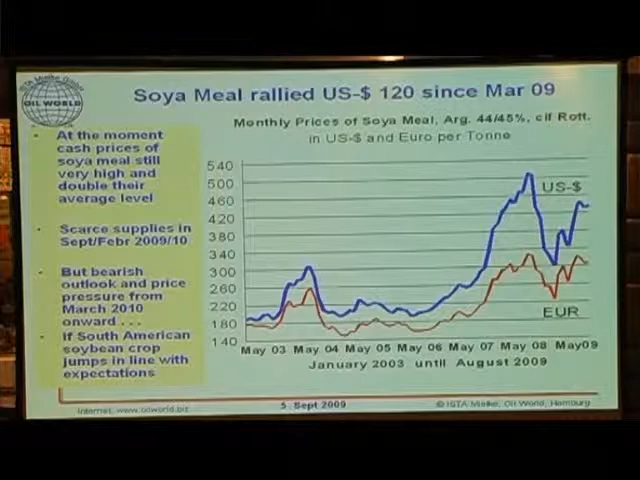 ISTA Mielke GmbH
OIL WORLD
Soya Meal rallied US-$ 120 since Mar 09
Monthly Prices of Soya Meal, Arg. 44/45%, cif Rott.
in US-$ and Euro per Tonne
At the moment
cash prices of
soya meal still
very high and
double their
average level
Scarce supplies in
Sept/Febr 2009/10
But bearish
outlook and price
pressure from
March 2010
onward . . .
If South American
soybean crop
jumps in line with
expectations
540
500
460
420
380
340
300
260
220
180
140
US-$
EUR
May 03 May 04 May 05 May 06 May 07 May 08 May09
January 2003 until August 2009
Internet: www.oilworld.biz
5. Sept 2009
© ISTA Mielke, Oil World, Hamburg